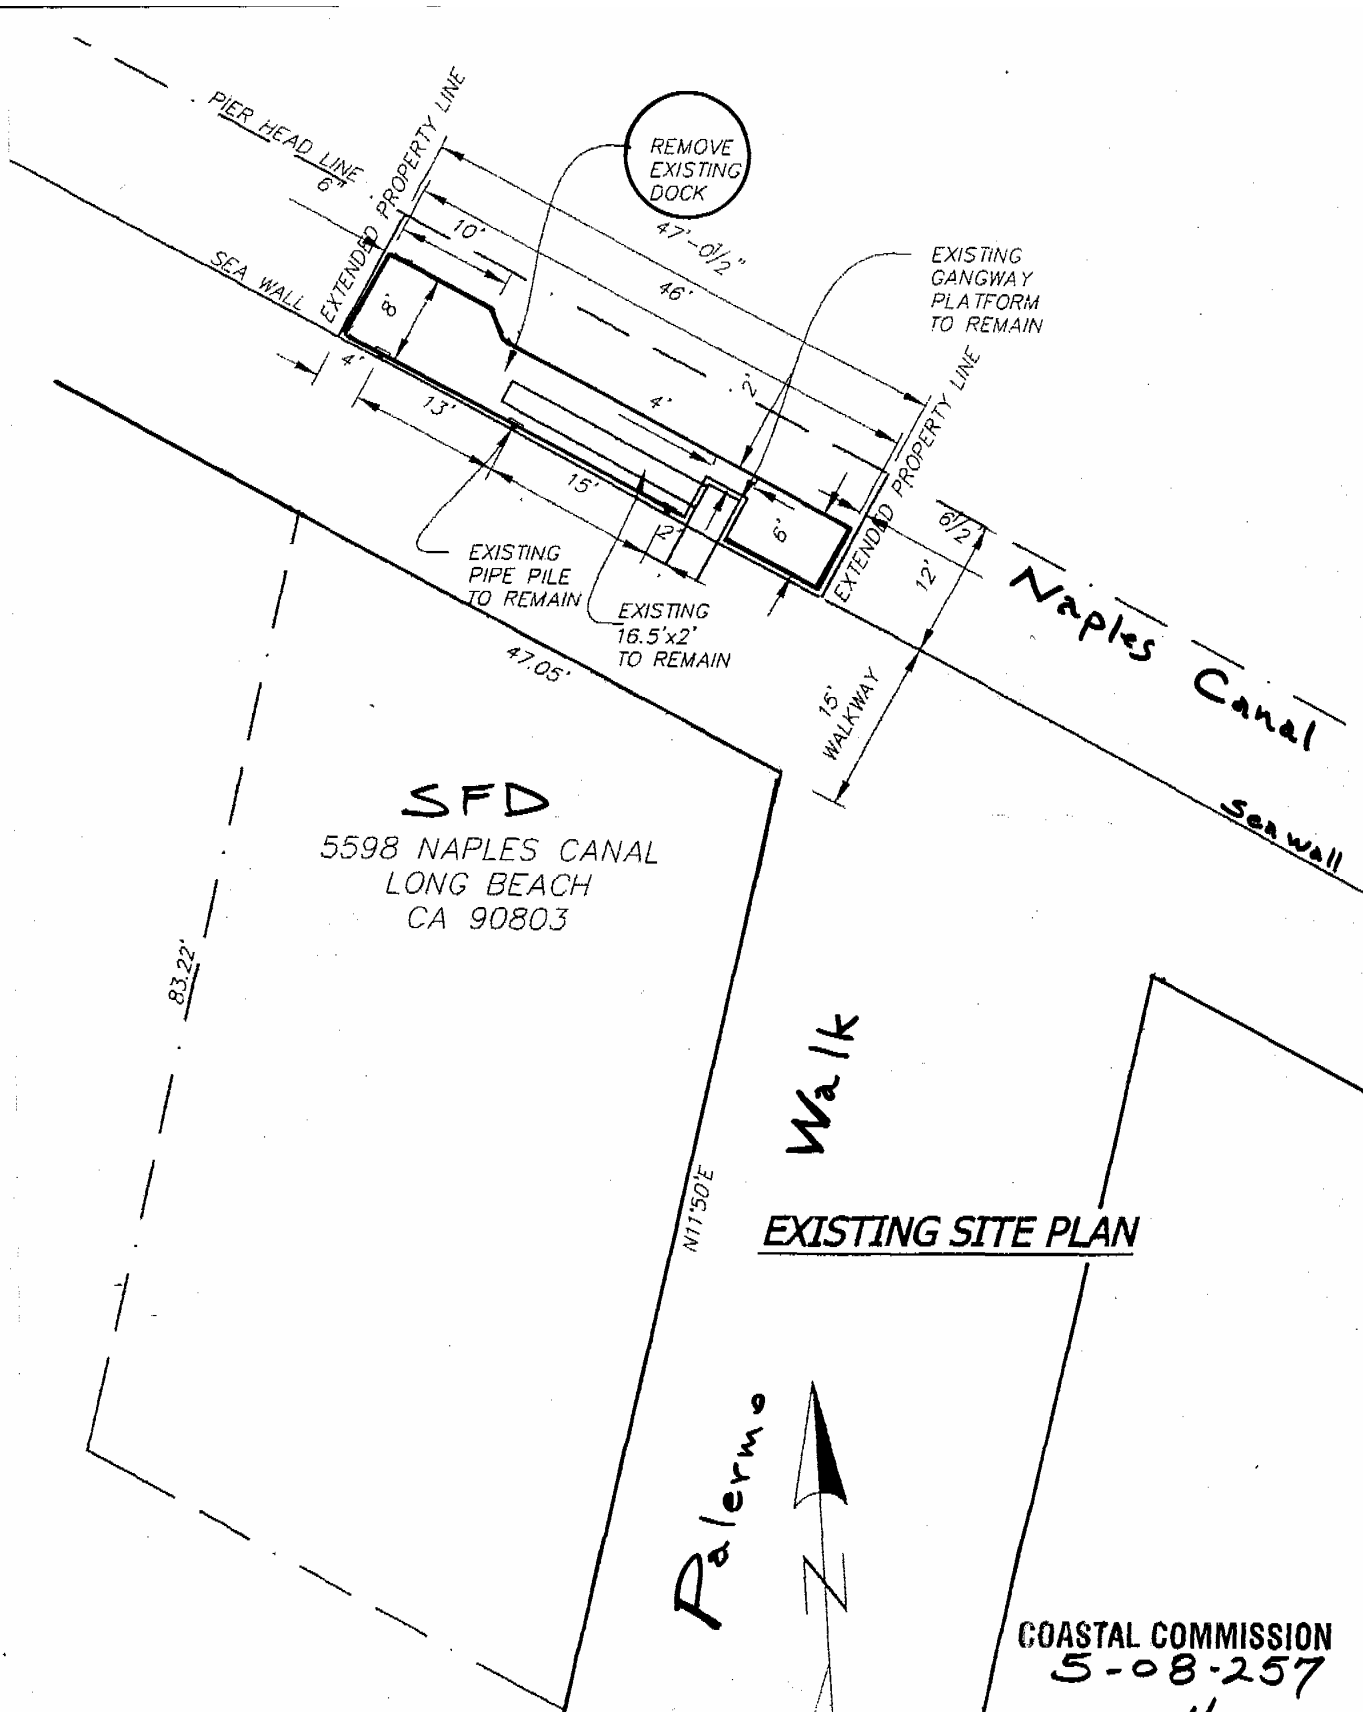 PIER HEAD LINE
6"
EXTENDED PROPERTY LINE
SEA WALL
REMOVE
EXISTING
DOCK
47'-0½"
46'
10'
8'
EXISTING
GANGWAY
PLATFORM
TO REMAIN
4'
13'
15'
4'
2'
2'
6'
EXTENDED PROPERTY LINE
6½"
12'
15'
WALKWAY
Naples Canal
Seawall
EXISTING
PIPE PILE
TO REMAIN
EXISTING
16.5'x2'
TO REMAIN
47.05'
SFD
5598 NAPLES CANAL
LONG BEACH
CA 90803
83.22'
N11°50'E
Palermo Walk
EXISTING SITE PLAN
N
COASTAL COMMISSION
5-08-257